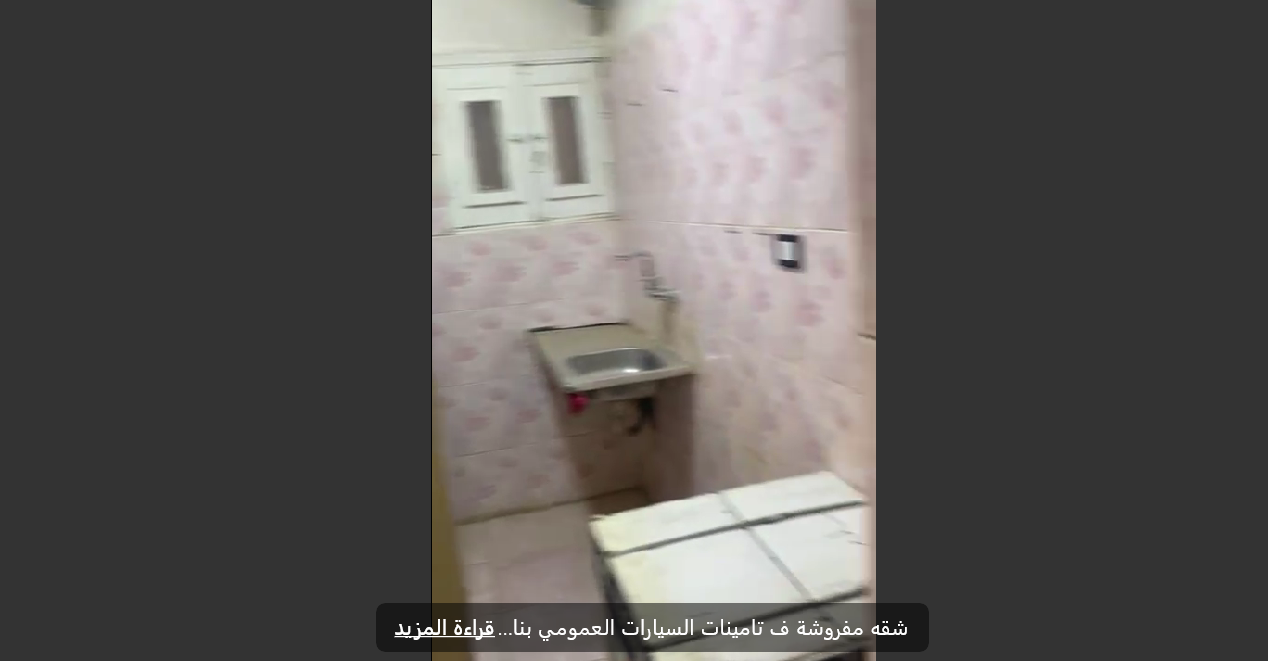 شقه مفروشة ف تامينات السيارات العمومي بنا...قراءة المزيد